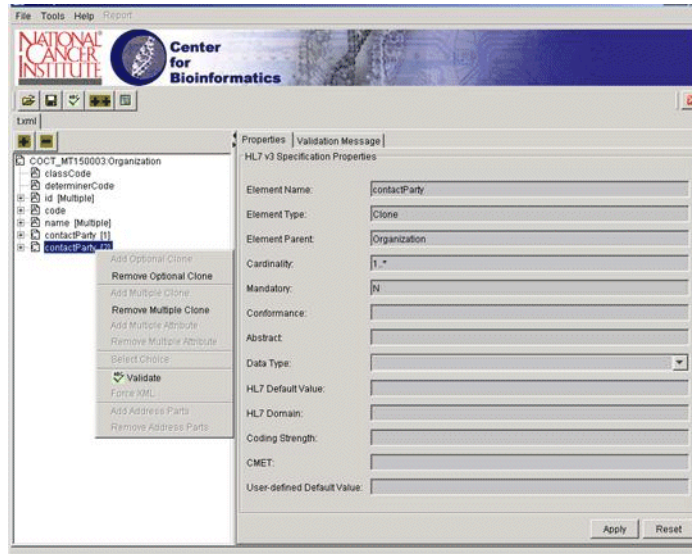 File Tools Help Report
NATIONAL
CANCER
INSTITUTE
Center
for
Bioinformatics
t.xml
COCT_MT150003.Organization
classCode
determinerCode
id [Multiple]
code
name [Multiple]
contactParty [1]
contactParty [2]
Add Optional Clone
Remove Optional Clone
Add Multiple Clone
Remove Multiple Clone
Add Multiple Attribute
Remove Multiple Attribute
Select Choice
Validate
Force XML
Add Address Parts
Remove Address Parts
Properties Validation Message
HL7 v3 Specification Properties
Element Name: contactParty
Element Type: Clone
Element Parent: Organization
Cardinality: 1..*
Mandatory: N
Conformance:
Abstract:
Data Type:
HL7 Default Value:
HL7 Domain:
Coding Strength:
CMET:
User-defined Default Value:
Apply Reset